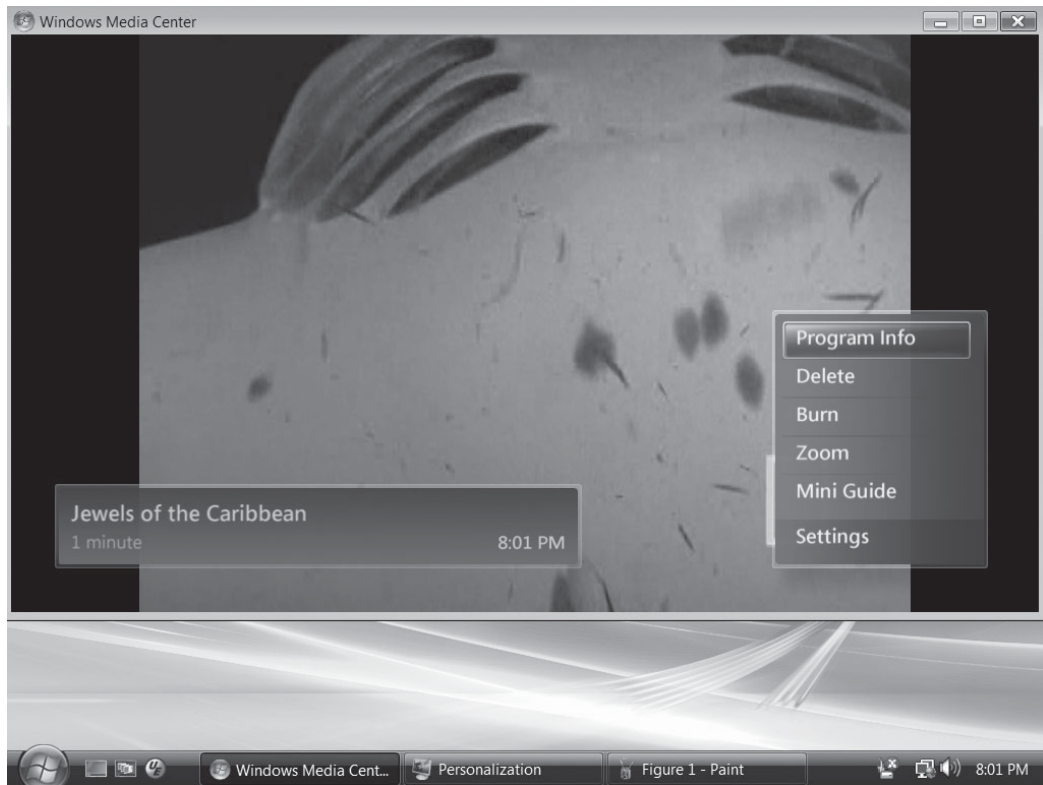 Windows Media Center
Program Info
Delete
Burn
Zoom
Mini Guide
Settings
Jewels of the Caribbean
1 minute 8:01 PM
Windows Media Cent...
Personalization
Figure 1 - Paint
8:01 PM